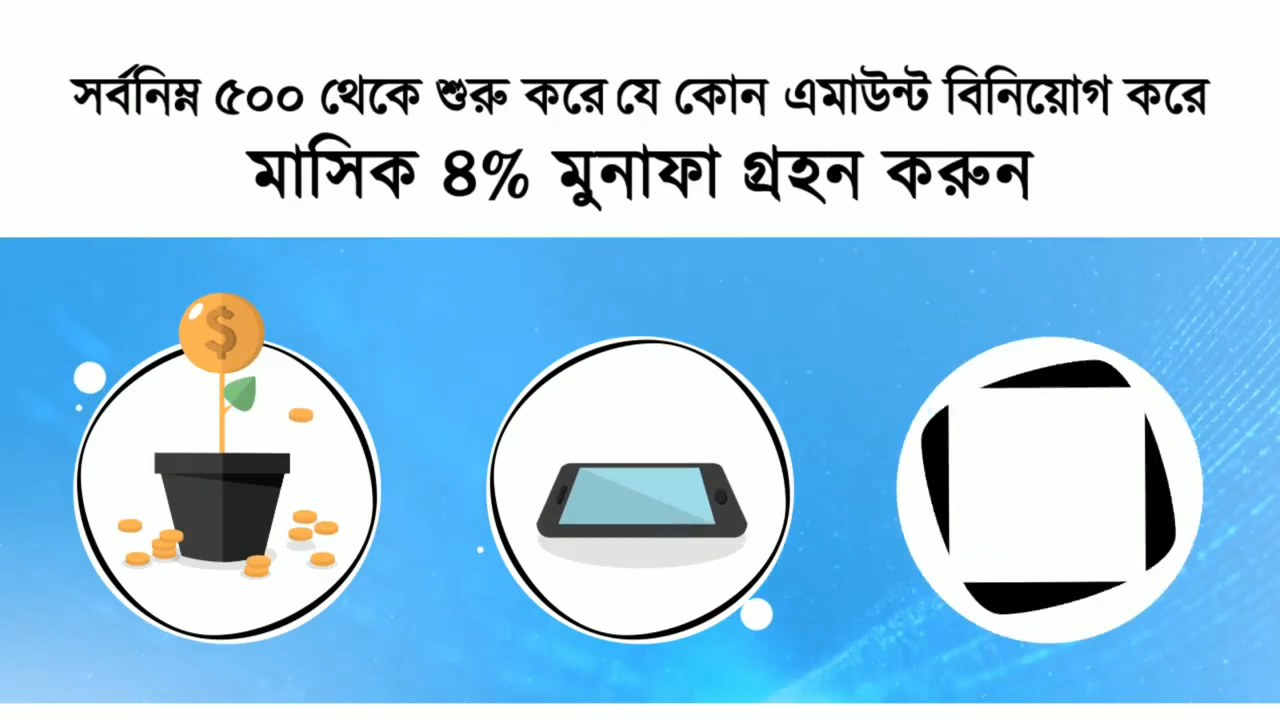 সর্বনিম্ন ৫০০ থেকে শুরু করে যে কোন এমাউন্ট বিনিয়োগ করে
মাসিক ৪% মুনাফা গ্রহন করুন
$